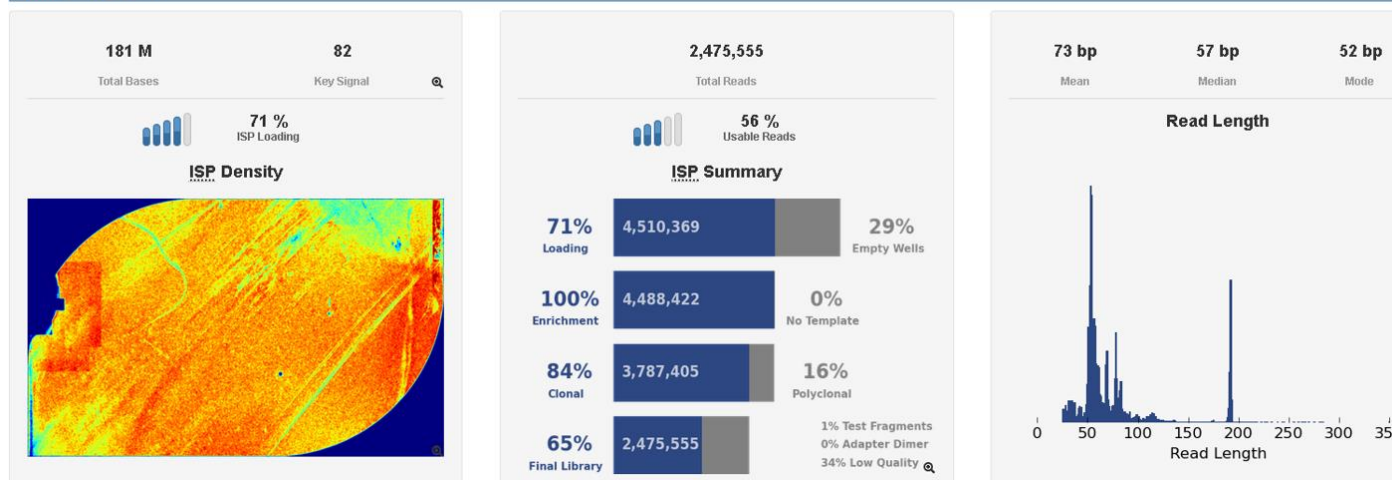 181 M
Total Bases
82
Key Signal
71 %
ISP Loading
ISP Density
2,475,555
Total Reads
56 %
Usable Reads
ISP Summary
71%
Loading
4,510,369
29%
Empty Wells
100%
Enrichment
4,488,422
0%
No Template
84%
Clonal
3,787,405
16%
Polyclonal
65%
Final Library
2,475,555
1% Test Fragments
0% Adapter Dimer
34% Low Quality
73 bp
Mean
57 bp
Median
52 bp
Mode
Read Length
0 50 100 150 200 250 300
Read Length